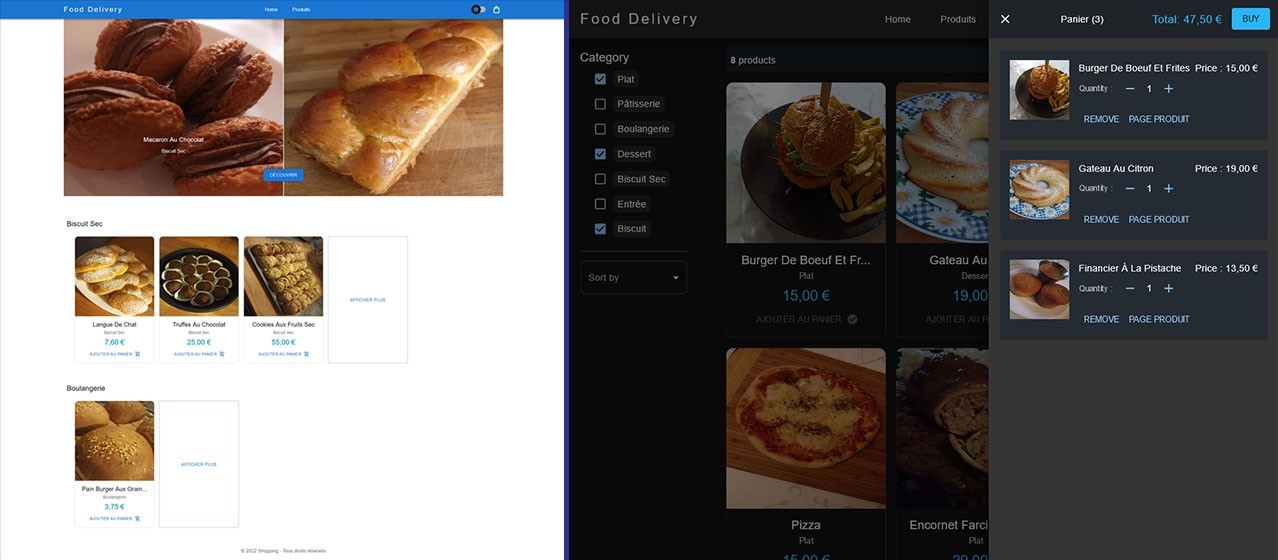 Food Delivery
Home Produits
Macaron Au Chocolat
Biscuit Sec
DÉCOUVRIR
Biscuit Sec
Langue De Chat
Biscuit Sec
7,60 €
AJOUTER AU PANIER
Truffes Au Chocolat
Biscuit Sec
25,00 €
AJOUTER AU PANIER
Cookies Aux Fruits Sec
Biscuit Sec
55,00 €
AJOUTER AU PANIER
AFFICHER PLUS
Boulangerie
Pain Burger Aux Grain...
Boulangerie
3,75 €
AJOUTER AU PANIER
AFFICHER PLUS
© 2022 Shopping - Tous droits réservés
Food Delivery
Home Produits
Category
Plat
Pâtisserie
Boulangerie
Dessert
Biscuit Sec
Entrée
Biscuit
Sort by
8 products
Burger De Boeuf Et Fr...
Plat
15,00 €
AJOUTER AU PANIER
Gateau Au
Desser
19,00
AJOUTER AU P
Pizza
Plat
15,00 €
Encornet Farci
Plat
29,00
Panier (3)
Total: 47,50 €
BUY
Burger De Boeuf Et Frites Price : 15,00 €
Quantity : 1
REMOVE PAGE PRODUIT
Gateau Au Citron Price : 19,00 €
Quantity : 1
REMOVE PAGE PRODUIT
Financier À La Pistache Price : 13,50 €
Quantity : 1
REMOVE PAGE PRODUIT